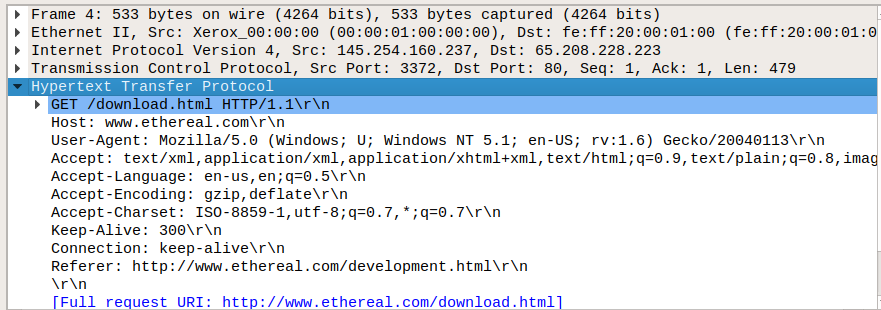 Frame 4: 533 bytes on wire (4264 bits), 533 bytes captured (4264 bits)
Ethernet II, Src: Xerox_00:00:00 (00:00:01:00:00:00), Dst: fe:ff:20:00:01:00 (fe:ff:20:00:01:0
Internet Protocol Version 4, Src: 145.254.160.237, Dst: 65.208.228.223
Transmission Control Protocol, Src Port: 3372, Dst Port: 80, Seq: 1, Ack: 1, Len: 479
Hypertext Transfer Protocol
GET /download.html HTTP/1.1\r\n
Host: www.ethereal.com\r\n
User-Agent: Mozilla/5.0 (Windows; U; Windows NT 5.1; en-US; rv:1.6) Gecko/20040113\r\n
Accept: text/xml,application/xml,application/xhtml+xml,text/html;q=0.9,text/plain;q=0.8,imag
Accept-Language: en-us,en;q=0.5\r\n
Accept-Encoding: gzip,deflate\r\n
Accept-Charset: ISO-8859-1,utf-8;q=0.7,*;q=0.7\r\n
Keep-Alive: 300\r\n
Connection: keep-alive\r\n
Referer: http://www.ethereal.com/development.html\r\n
\r\n
[Full request URI: http://www.ethereal.com/download.html]